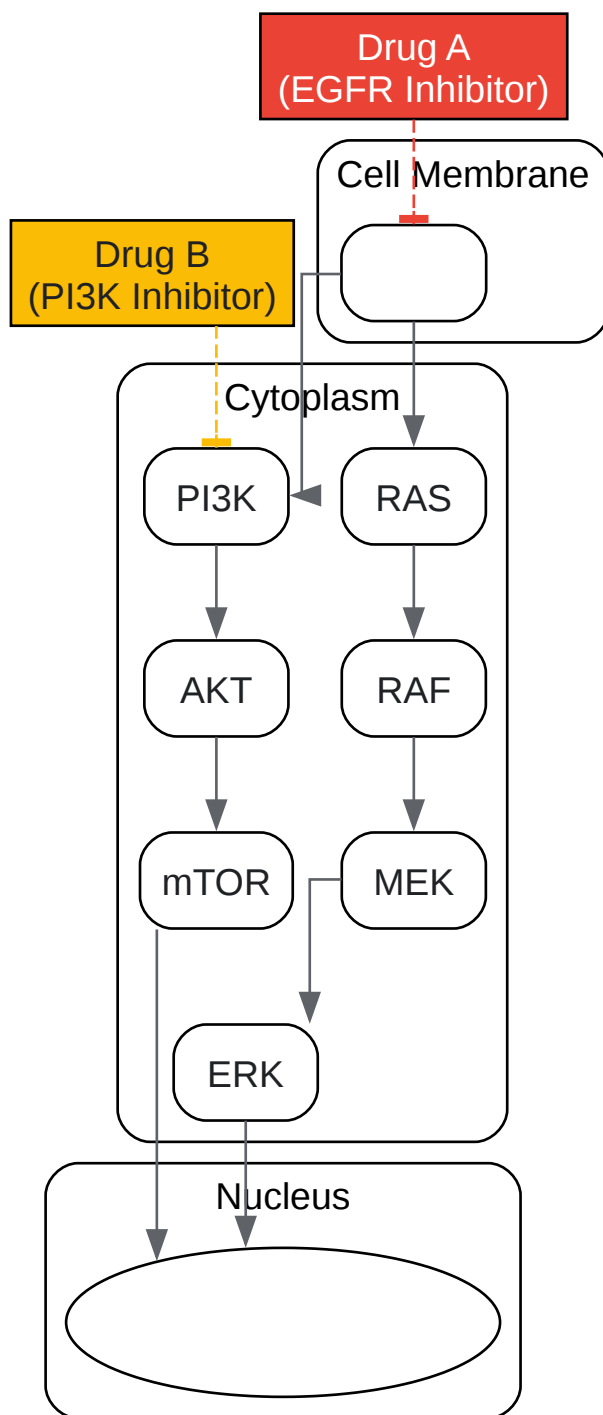 Drug A
(EGFR Inhibitor)
Cell Membrane
Drug B
(PI3K Inhibitor)
Cytoplasm
PI3K
RAS
AKT
RAF
mTOR
MEK
ERK
Nucleus